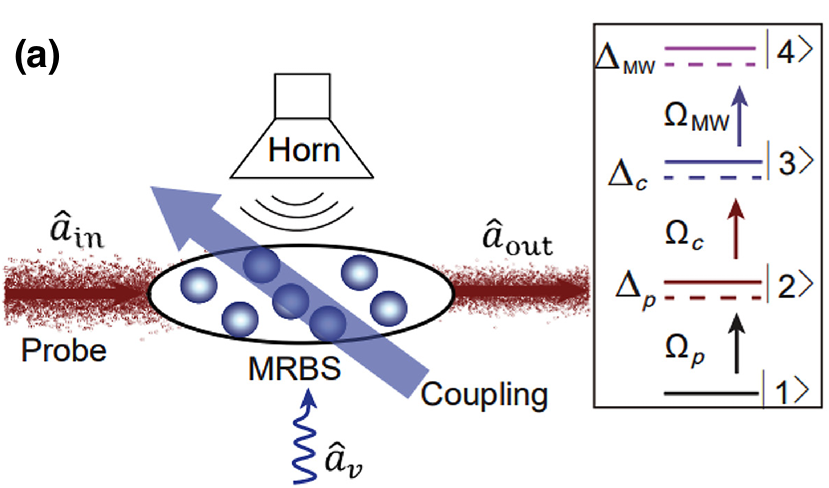 (a)
Horn
â_in
â_out
Probe
MRBS
Coupling
â_v
Δ_MW |4>
Ω_MW
Δ_c |3>
Ω_c
Δ_p |2>
Ω_p
|1>